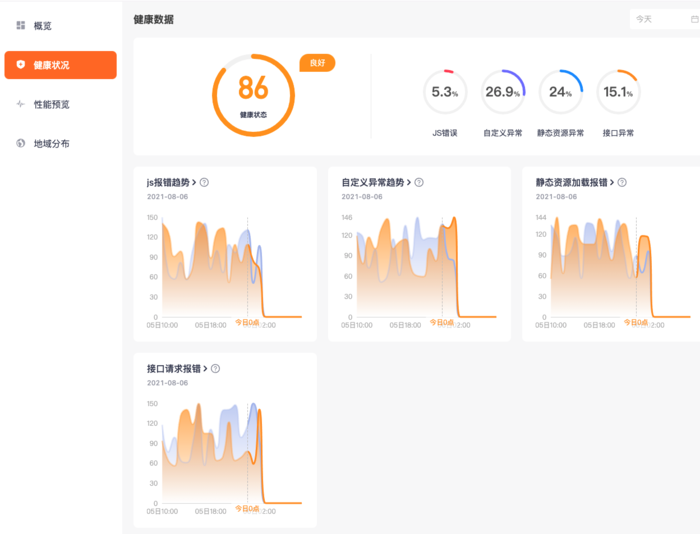 概览
健康状况
性能预览
地域分布
健康数据
今天
86
健康状态
良好
5.3%
JS错误
26.9%
自定义异常
24%
静态资源异常
15.1%
接口异常
js报错趋势
2021-08-06
150
120
90
60
30
0
05日10:00
05日18:00
今日0点
2:00
自定义异常趋势
2021-08-06
146
120
90
60
30
0
05日10:00
05日18:00
今日0点
2:00
静态资源加载报错
2021-08-06
144
120
90
60
30
0
05日10:00
05日18:00
今日0点
2:00
接口请求报错
2021-08-06
150
120
90
60
30
0
05日10:00
05日18:00
今日0点
2:00